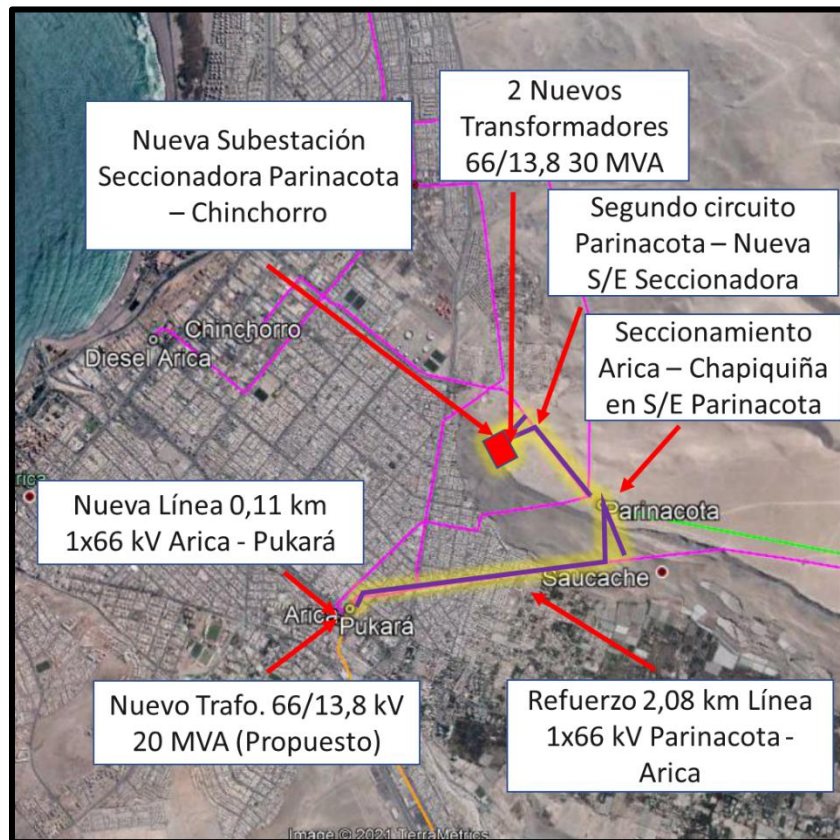 2 Nuevos
Transformadores
66/13,8 30 MVA
Nueva Subestación
Seccionadora Parinacota
– Chinchorro
Segundo circuito
Parinacota – Nueva
S/E Seccionadora
Seccionamiento
Arica – Chapiquiña
en S/E Parinacota
Chinchorro
Diesel Arica
Nueva Línea 0,11 km
1x66 kV Arica - Pukará
Parinacota
Saucache
Arica
Pukará
Nuevo Trafo. 66/13,8 kV
20 MVA (Propuesto)
Refuerzo 2,08 km Línea
1x66 kV Parinacota -
Arica
Image © 2021 TerraMetrics